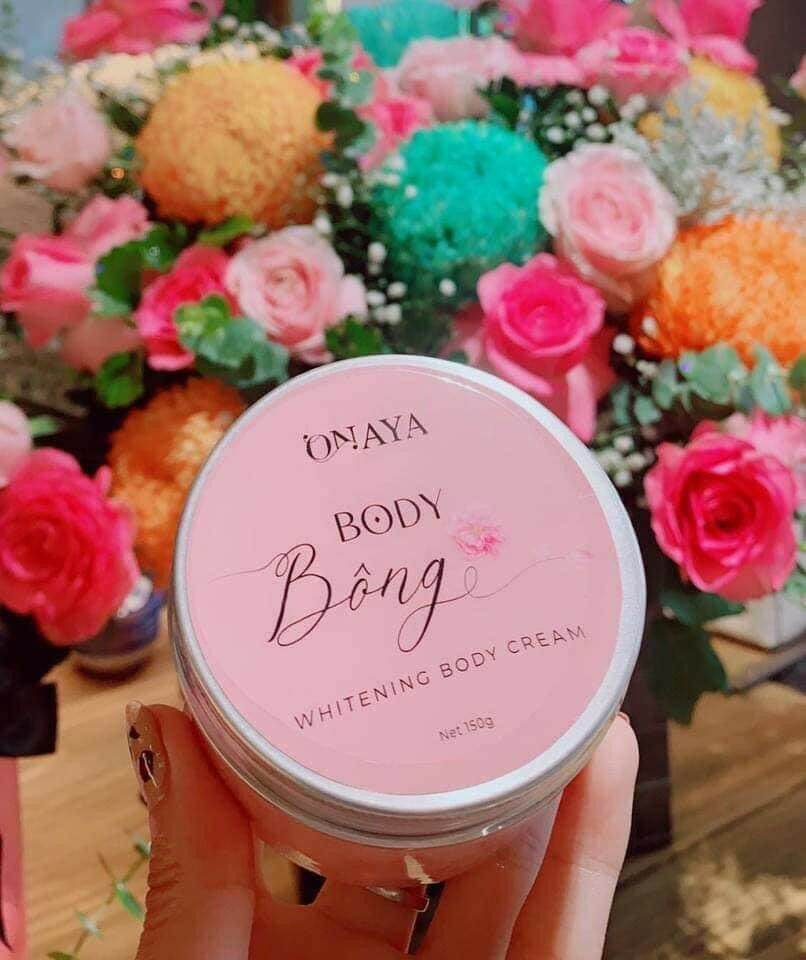 ONAYA
BODY
Bông
WHITENING BODY CREAM
Net 150g